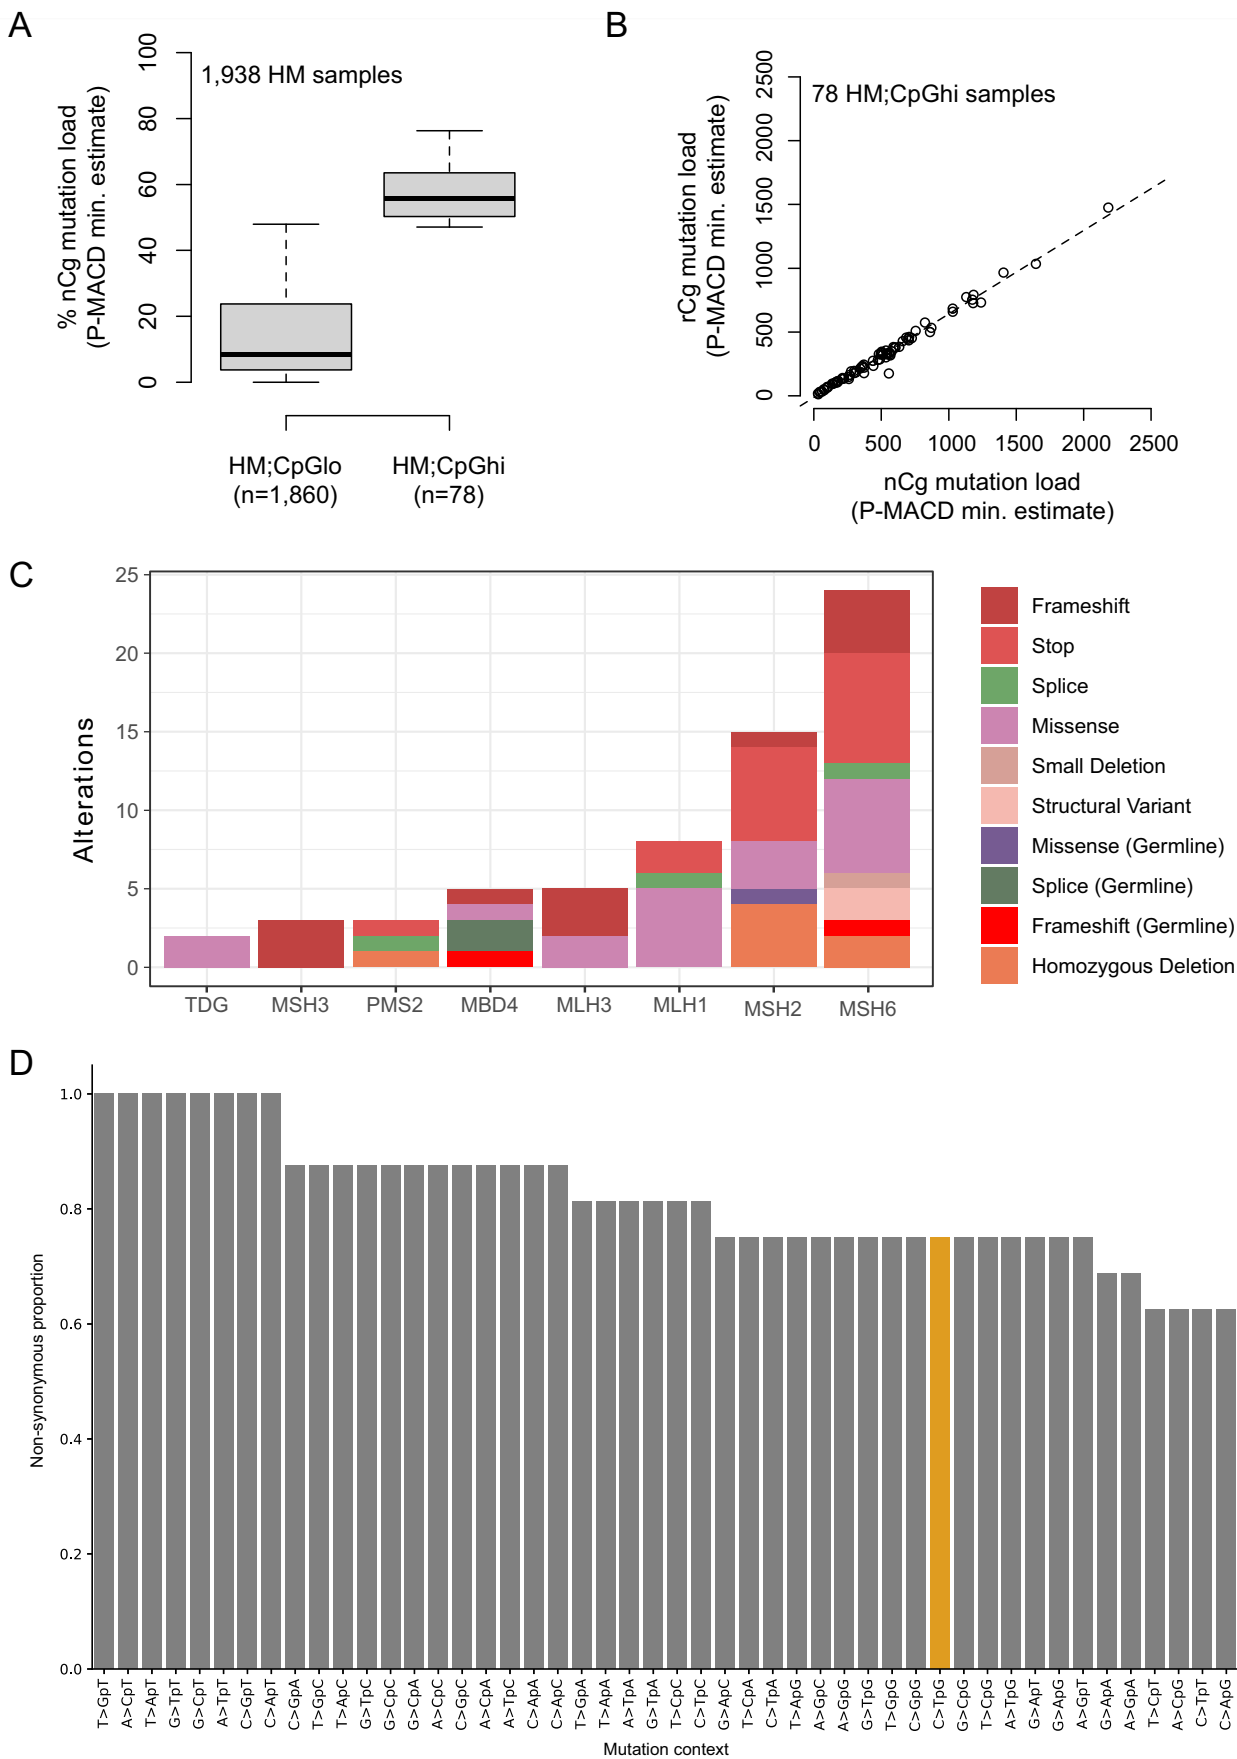 A
100
80
60
40
20
0
% nCg mutation load
(P-MACD min. estimate)
1,938 HM samples
HM;CpGlo
(n=1,860)
HM;CpGhi
(n=78)
B
2500
2000
1500
1000
500
0
rCg mutation load
(P-MACD min. estimate)
78 HM;CpGhi samples
0 500 1000 1500 2000 2500
nCg mutation load
(P-MACD min. estimate)
C
25
20
15
10
5
0
Alterations
TDG MSH3 PMS2 MBD4 MLH3 MLH1 MSH2 MSH6
Frameshift
Stop
Splice
Missense
Small Deletion
Structural Variant
Missense (Germline)
Splice (Germline)
Frameshift (Germline)
Homozygous Deletion
D
1.0
0.8
0.6
0.4
0.2
0.0
Non-synonymous proportion
T>GpT
A>CpT
T>ApT
G>TpT
G>CpT
A>TpT
C>GpT
C>ApT
C>GpA
T>GpC
T>ApC
G>TpC
G>CpC
G>CpA
A>CpC
C>GpC
A>CpA
A>TpC
C>ApA
C>ApC
T>GpA
T>ApA
A>TpA
G>TpA
T>CpC
C>TpC
G>ApC
T>CpA
C>TpA
T>ApG
A>GpC
A>GpG
G>TpG
T>GpG
C>GpG
C>TpG
G>CpG
T>CpG
A>TpG
G>ApT
G>ApG
A>GpT
G>ApA
A>GpA
T>CpT
A>CpG
C>TpT
C>ApG
Mutation context